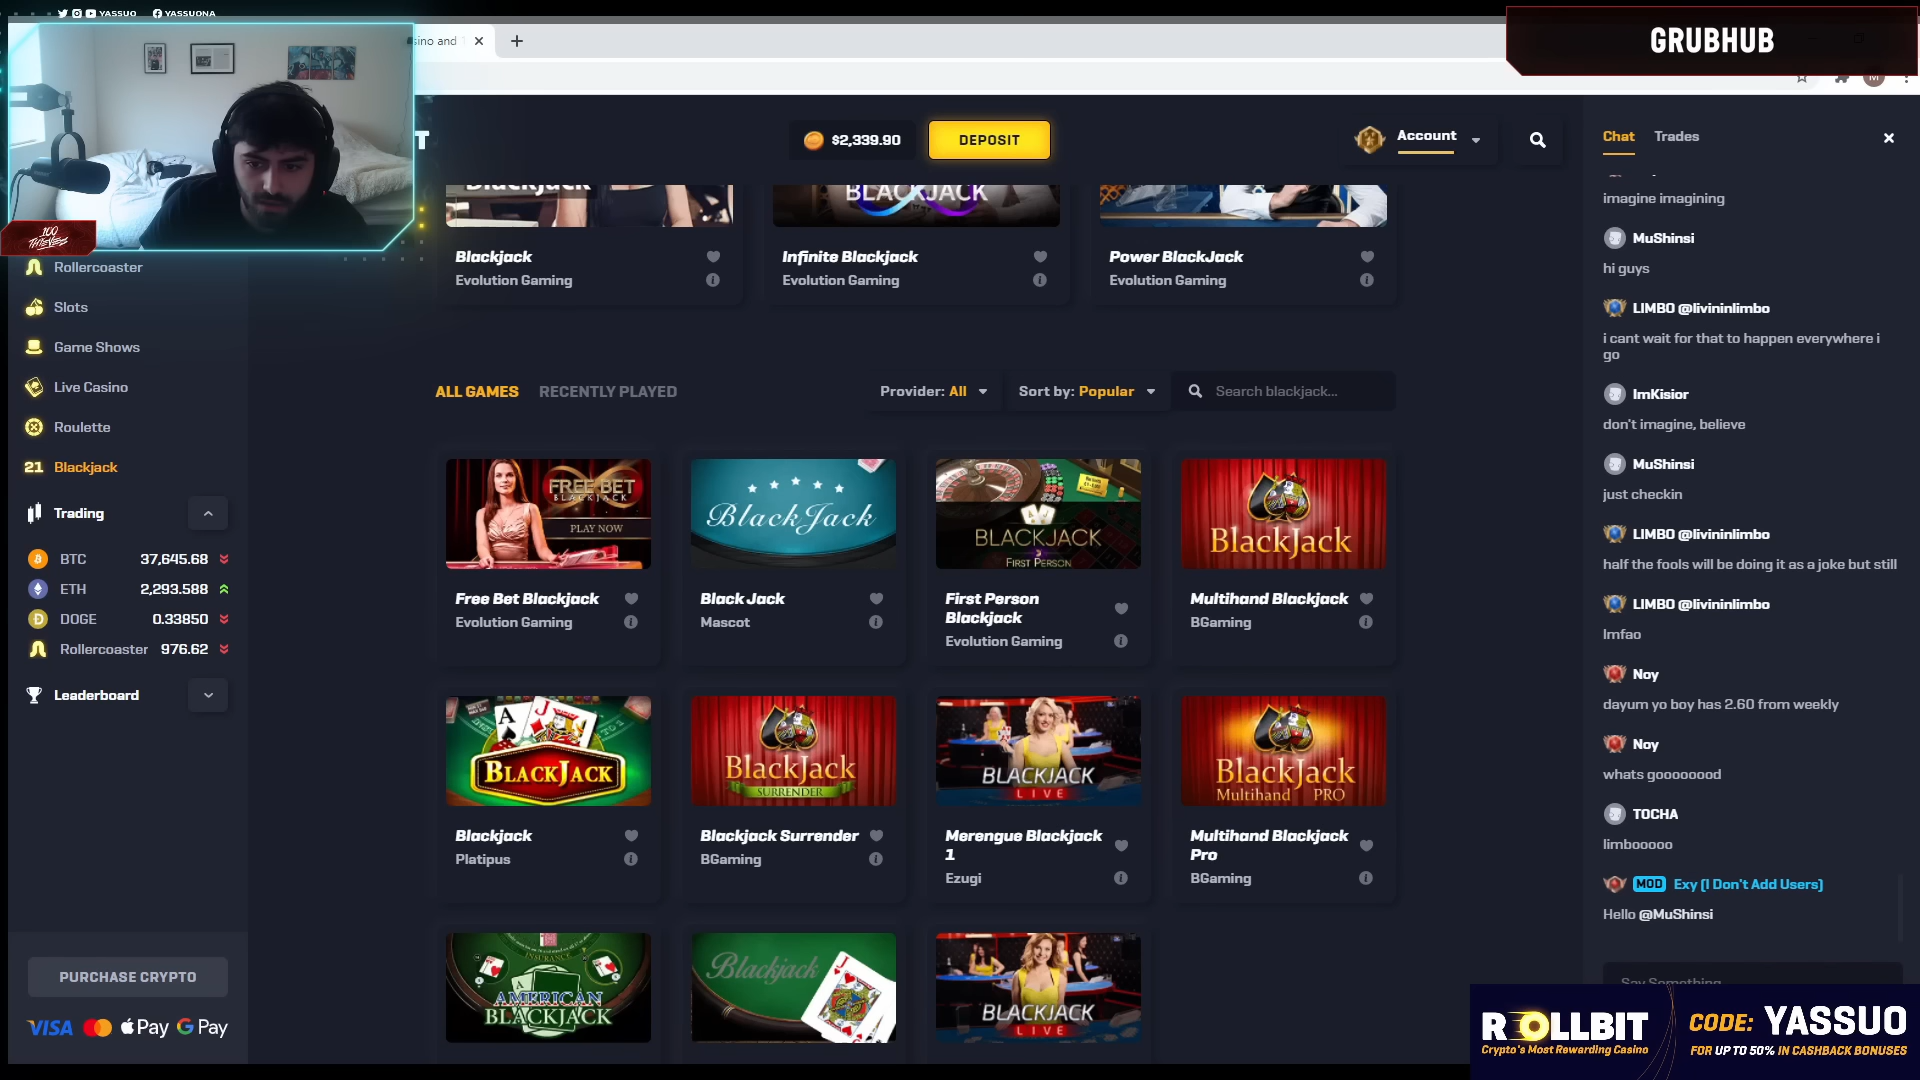 YASSUO YASSUONA
ino and
GRUBHUB
$2,339.90
DEPOSIT
Account
Chat Trades
T
100
THIEVES
Rollercoaster
Slots
Game Shows
Live Casino
Roulette
21 Blackjack
Trading
BTC 37,645.68
ETH 2,293.588
DOGE 0.33850
Rollercoaster 976.62
Leaderboard
PURCHASE CRYPTO
VISA Pay G Pay
BLACKJACK
Blackjack
Evolution Gaming
Infinite Blackjack
Evolution Gaming
Power BlackJack
Evolution Gaming
ALL GAMES RECENTLY PLAYED
Provider: All
Sort by: Popular
Search blackjack...
FREE BET
BLACKJACK
PLAY NOW
Free Bet Blackjack
Evolution Gaming
BlackJack
Black Jack
Mascot
BLACKJACK
FIRST PERSON
First Person
Blackjack
Evolution Gaming
BlackJack
Multihand Blackjack
BGaming
BLACKJACK
Blackjack
Platipus
BlackJack
SURRENDER
Blackjack Surrender
BGaming
BLACKJACK
LIVE
Merengue Blackjack
1
Ezugi
BlackJack
Multihand PRO
Multihand Blackjack
Pro
BGaming
INSURANCE
AMERICAN
BLACKJACK
Blackjack
BLACKJACK
LIVE
imagine imagining
MuShinsi
hi guys
LIMBO @livininlimbo
i cant wait for that to happen everywhere i
go
ImKisior
don't imagine, believe
MuShinsi
just checkin
LIMBO @livininlimbo
half the fools will be doing it as a joke but still
LIMBO @livininlimbo
lmfao
Noy
dayum yo boy has 2.60 from weekly
Noy
whats goooooood
TOCHA
limbooooo
MOD Exy (I Don't Add Users)
Hello @MuShinsi
Say Something
ROLLBIT
Crypto's Most Rewarding Casino
CODE: YASSUO
FOR UP TO 50% IN CASHBACK BONUSES